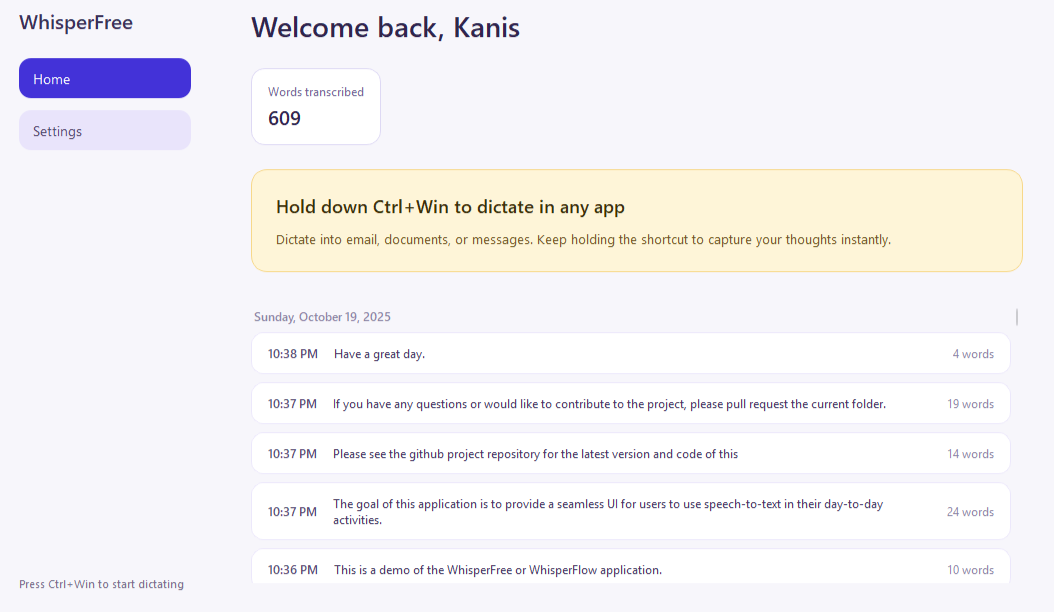 WhisperFree
Home
Settings
Press Ctrl+Win to start dictating
Welcome back, Kanis
Words transcribed
609
Hold down Ctrl+Win to dictate in any app
Dictate into email, documents, or messages. Keep holding the shortcut to capture your thoughts instantly.
Sunday, October 19, 2025
10:38 PM Have a great day. 4 words
10:37 PM If you have any questions or would like to contribute to the project, please pull request the current folder. 19 words
10:37 PM Please see the github project repository for the latest version and code of this 14 words
10:37 PM The goal of this application is to provide a seamless UI for users to use speech-to-text in their day-to-day
activities. 24 words
10:36 PM This is a demo of the WhisperFree or WhisperFlow application. 10 words